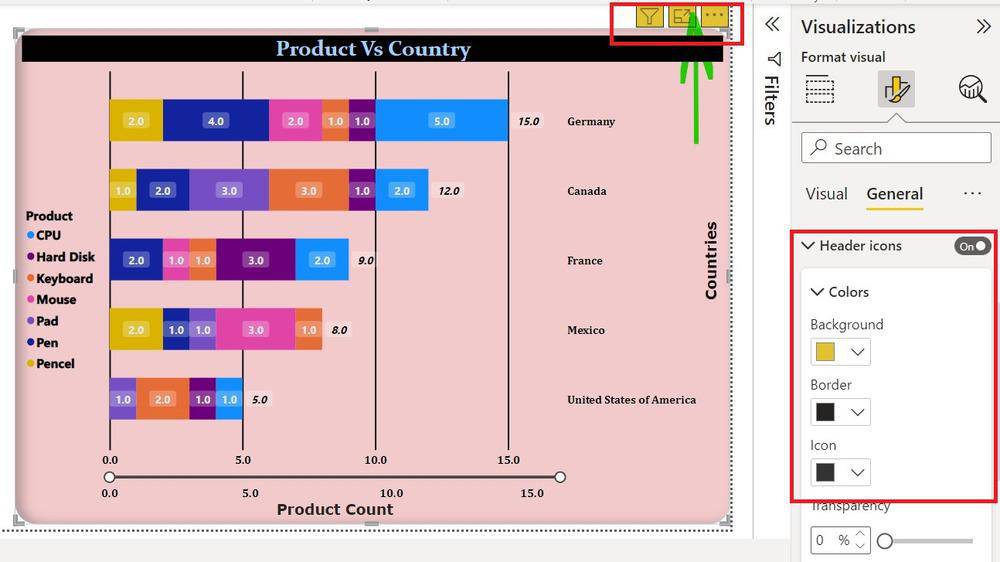 Product Vs Country
2.0 4.0 2.0 1.0 1.0 5.0 15.0 Germany
1.0 2.0 3.0 3.0 1.0 2.0 12.0 Canada
2.0 1.0 1.0 3.0 2.0 9.0 France
2.0 1.0 1.0 3.0 1.0 8.0 Mexico
1.0 2.0 1.0 1.0 5.0 United States of America
Product
CPU
Hard Disk
Keyboard
Mouse
Pad
Pen
Pencel
Countries
0.0 5.0 10.0 15.0
0.0 5.0 10.0 15.0
Product Count
Filters
Visualizations
Format visual
Search
Visual General
Header icons On
Colors
Background
Border
Icon
Transparency
0 %